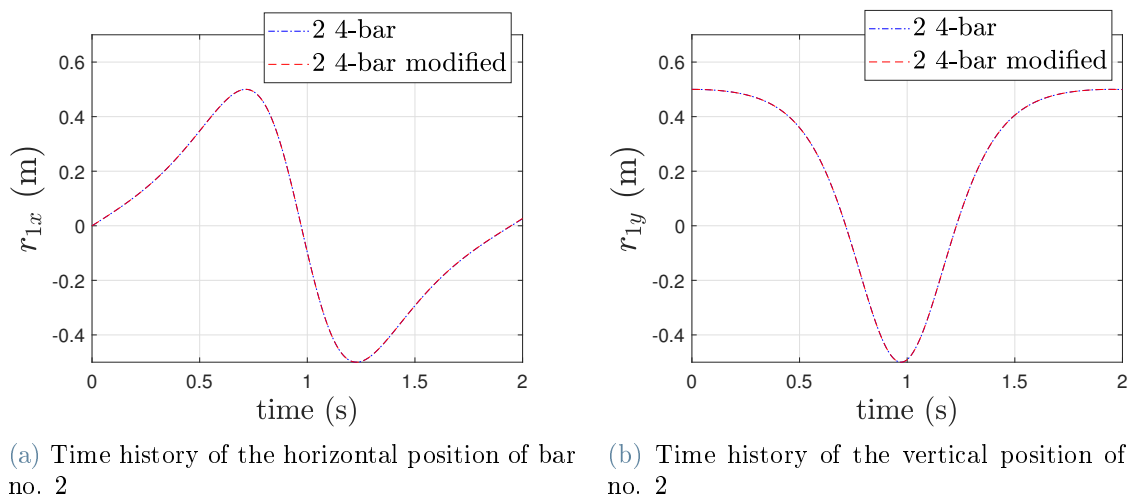 2 4-bar
2 4-bar modified
0.6
0.4
0.2
0
-0.2
-0.4
r1x (m)
0
0.5
1
1.5
2
time (s)
(a) Time history of the horizontal position of bar
no. 2
2 4-bar
2 4-bar modified
0.6
0.4
0.2
0
-0.2
-0.4
r1y (m)
0
0.5
1
1.5
2
time (s)
(b) Time history of the vertical position of
no. 2